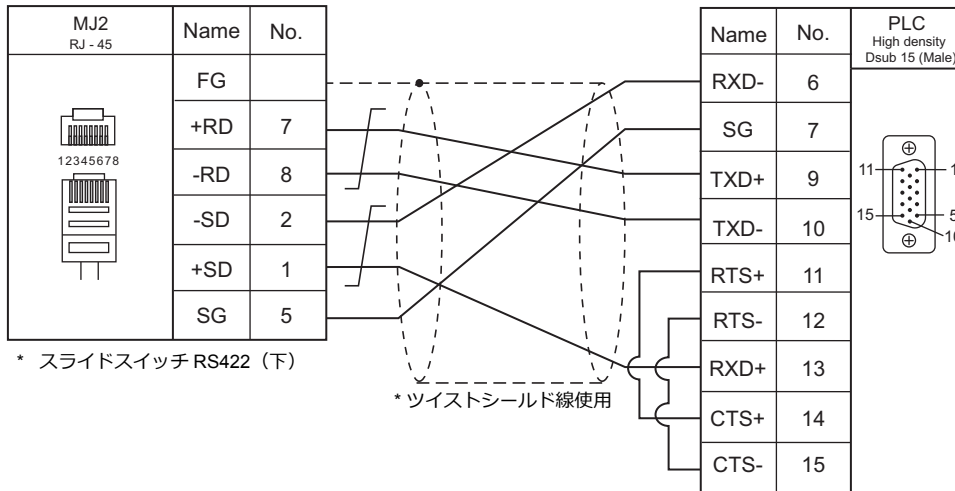 MJ2
RJ - 45
Name No.
FG
+RD 7
-RD 8
-SD 2
+SD 1
SG 5
12345678
* スライドスイッチ RS422（下）
* ツイストシールド線使用
Name No.
RXD- 6
SG 7
TXD+ 9
TXD- 10
RTS+ 11
RTS- 12
RXD+ 13
CTS+ 14
CTS- 15
PLC
High density
Dsub 15 (Male)
11 1
15 5
10